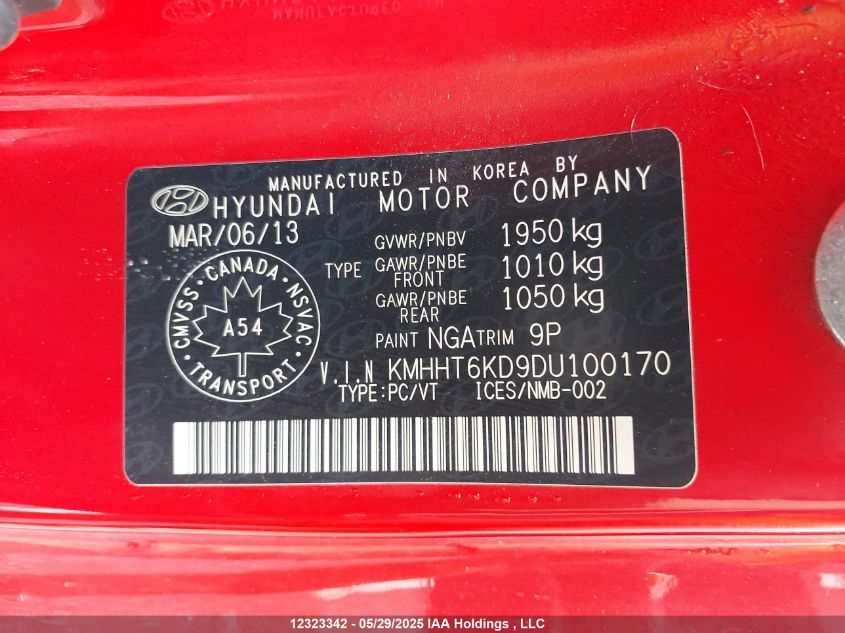 MANUFACTURED IN KOREA BY
HYUNDAI MOTOR COMPANY
MAR/06/13
GVWR/PNBV 1950 kg
TYPE GAWR/PNBE FRONT 1010 kg
GAWR/PNBE REAR 1050 kg
PAINT NGA TRIM 9P
CMVSS · CANADA · NSVAC
A54
TRANSPORT
V.I.N KMHHT6KD9DU100170
TYPE:PC/VT ICES/NMB-002
12323342 - 05/29/2025 IAA Holdings , LLC